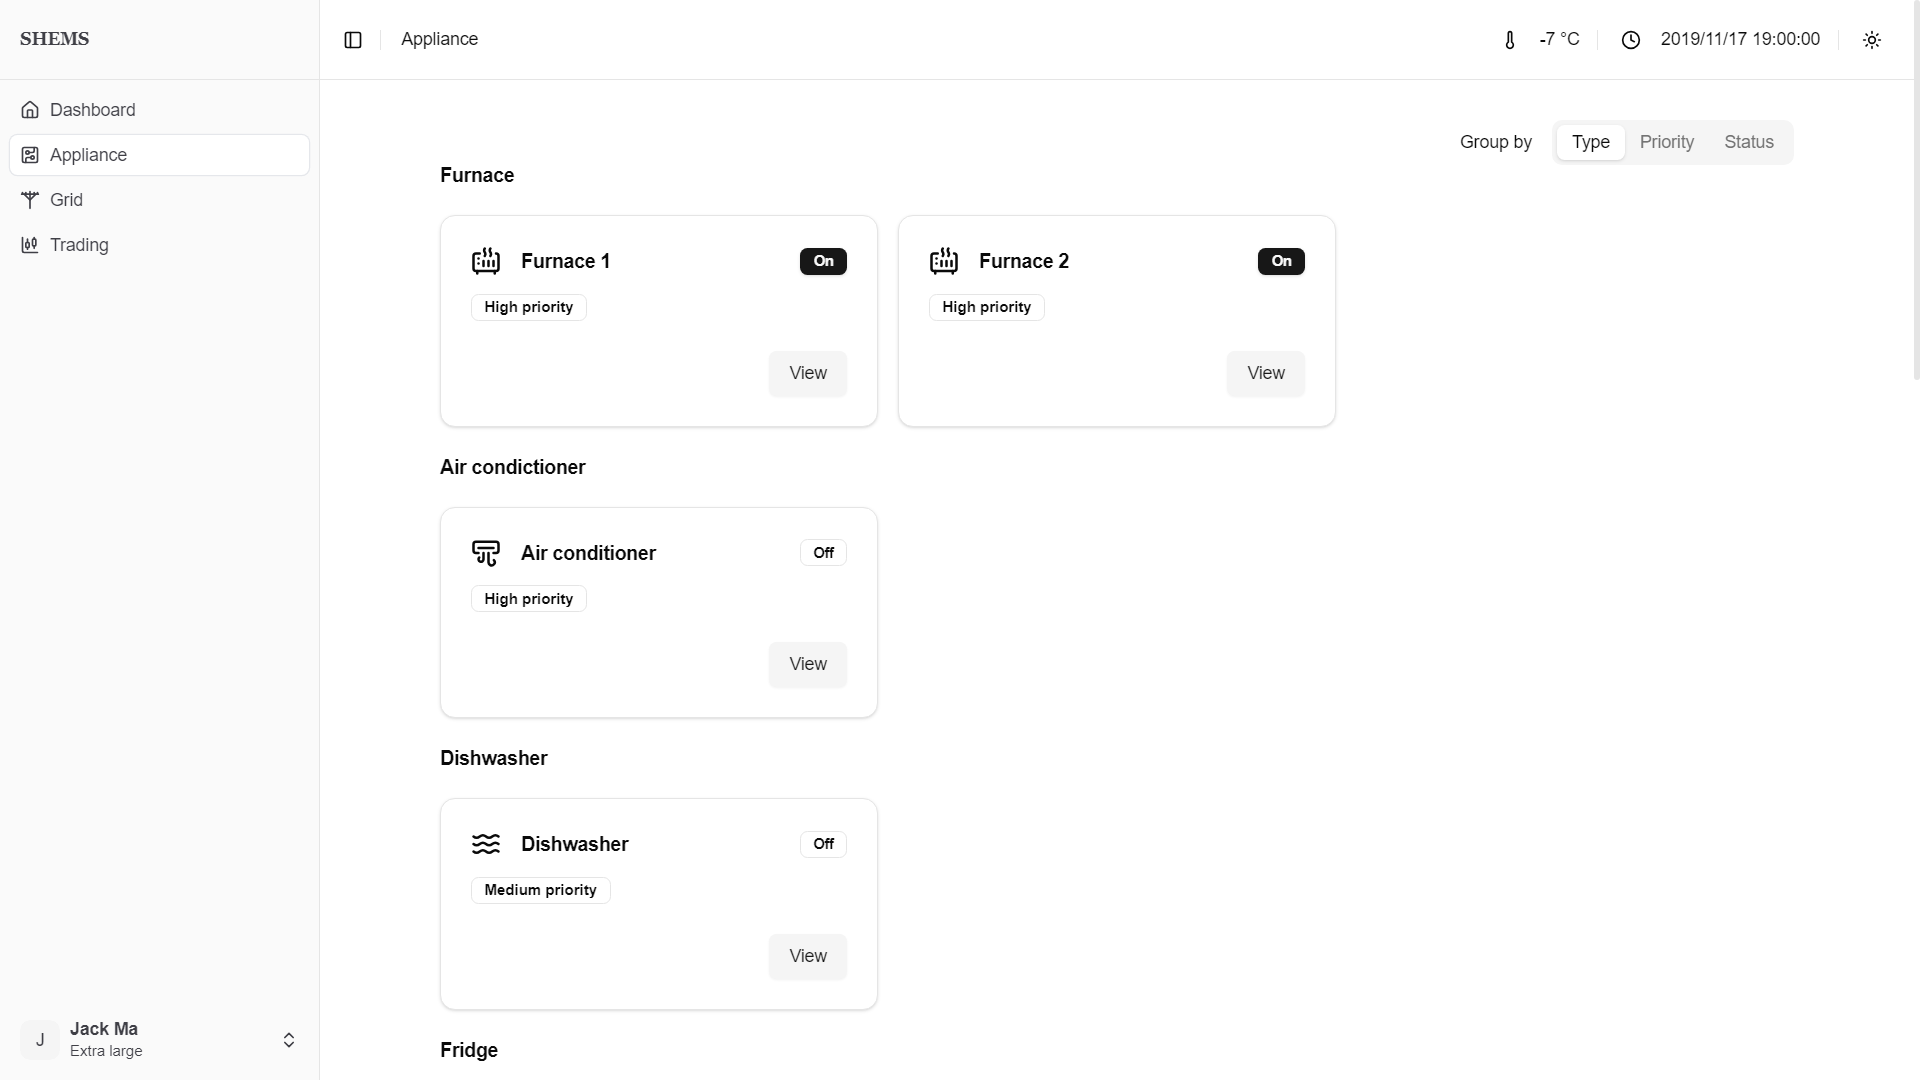 SHEMS
Appliance
-7 °C
2019/11/17 19:00:00
Dashboard
Appliance
Grid
Trading
Group by
Type
Priority
Status
Furnace
Furnace 1
On
High priority
View
Furnace 2
On
High priority
View
Air condictioner
Air conditioner
Off
High priority
View
Dishwasher
Dishwasher
Off
Medium priority
View
Fridge
J
Jack Ma
Extra large